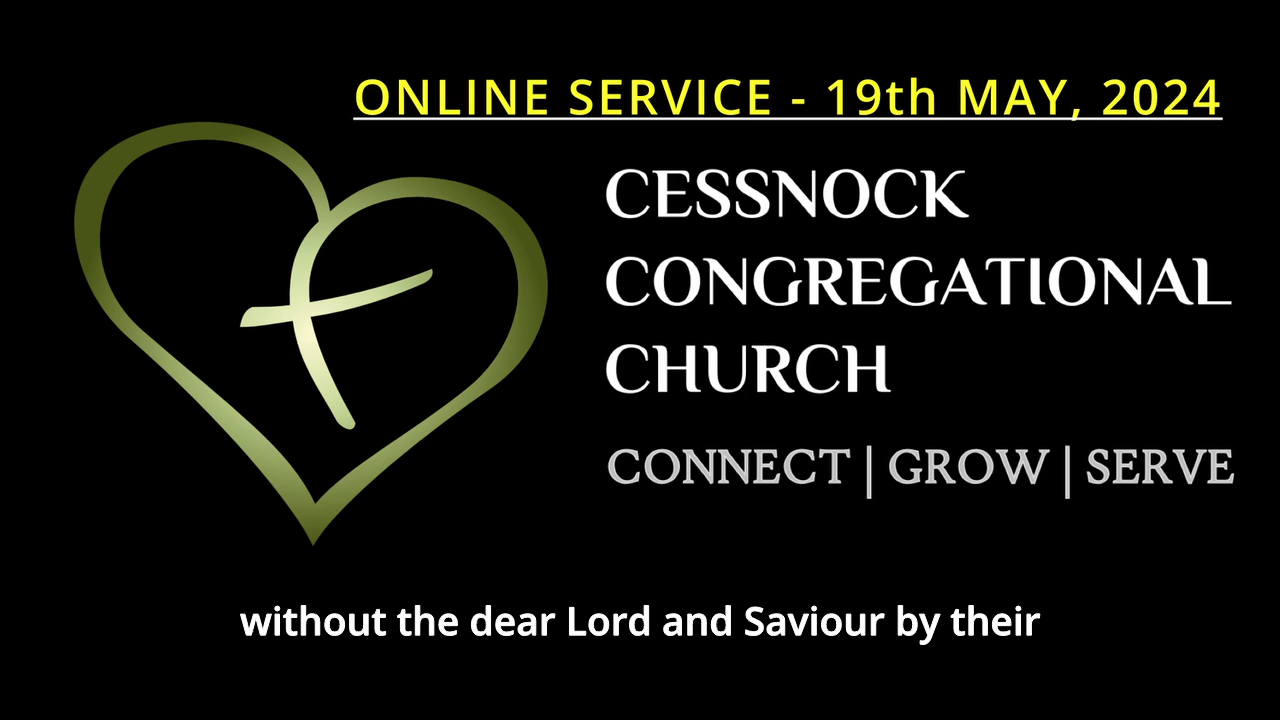 ONLINE SERVICE - 19th MAY, 2024
CESSNOCK
CONGREGATIONAL
CHURCH
CONNECT | GROW | SERVE
without the dear Lord and Saviour by their